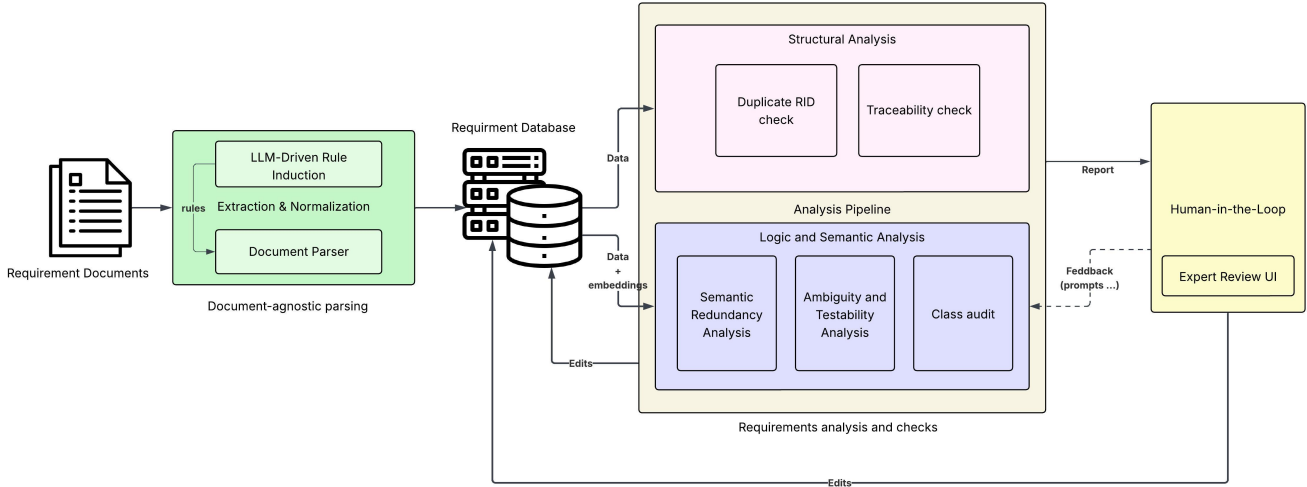 Requirement Documents
LLM-Driven Rule
Induction
rules
Extraction & Normalization
Document Parser
Document-agnostic parsing
Requirment Database
Data
Data
+
embeddings
Edits
Structural Analysis
Duplicate RID
check
Traceability check
Analysis Pipeline
Logic and Semantic Analysis
Semantic
Redundancy
Analysis
Ambiguity and
Testability
Analysis
Class audit
Requirements analysis and checks
Report
Feddback
(prompts ...)
Human-in-the-Loop
Expert Review UI
Edits